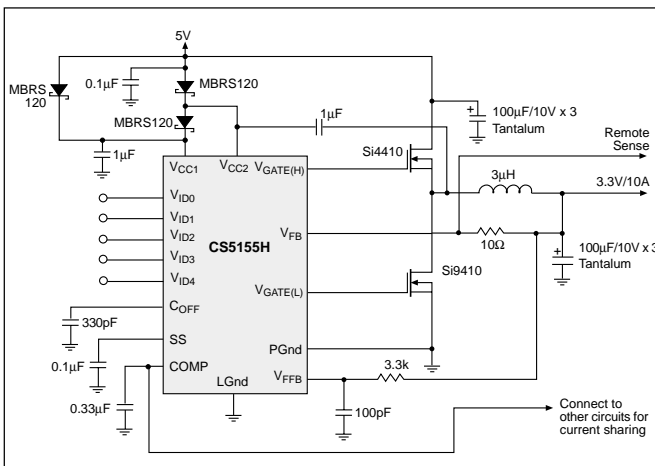 5V
0.1μF
MBRS120
MBRS
120
MBRS120
1μF
1μF
100μF/10V x 3
Tantalum
Si4410
Remote
Sense
VCC1
VCC2
VGATE(H)
3μH
3.3V/10A
VID0
VID1
VID2
VID3
VID4
CS5155H
VFB
10Ω
100μF/10V x 3
Tantalum
Si9410
VGATE(L)
COFF
330pF
SS
PGnd
0.1μF
COMP
LGnd
VFFB
3.3k
0.33μF
100pF
Connect to
other circuits for
current sharing